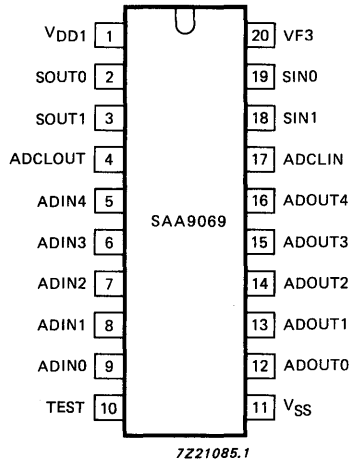 VDD1 1 20 VF3
SOUT0 2 19 SIN0
SOUT1 3 18 SIN1
ADCLOUT 4 17 ADCLIN
ADIN4 5 16 ADOUT4
SAA9069
ADIN3 6 15 ADOUT3
ADIN2 7 14 ADOUT2
ADIN1 8 13 ADOUT1
ADIN0 9 12 ADOUT0
TEST 10 11 VSS
7Z21085.1